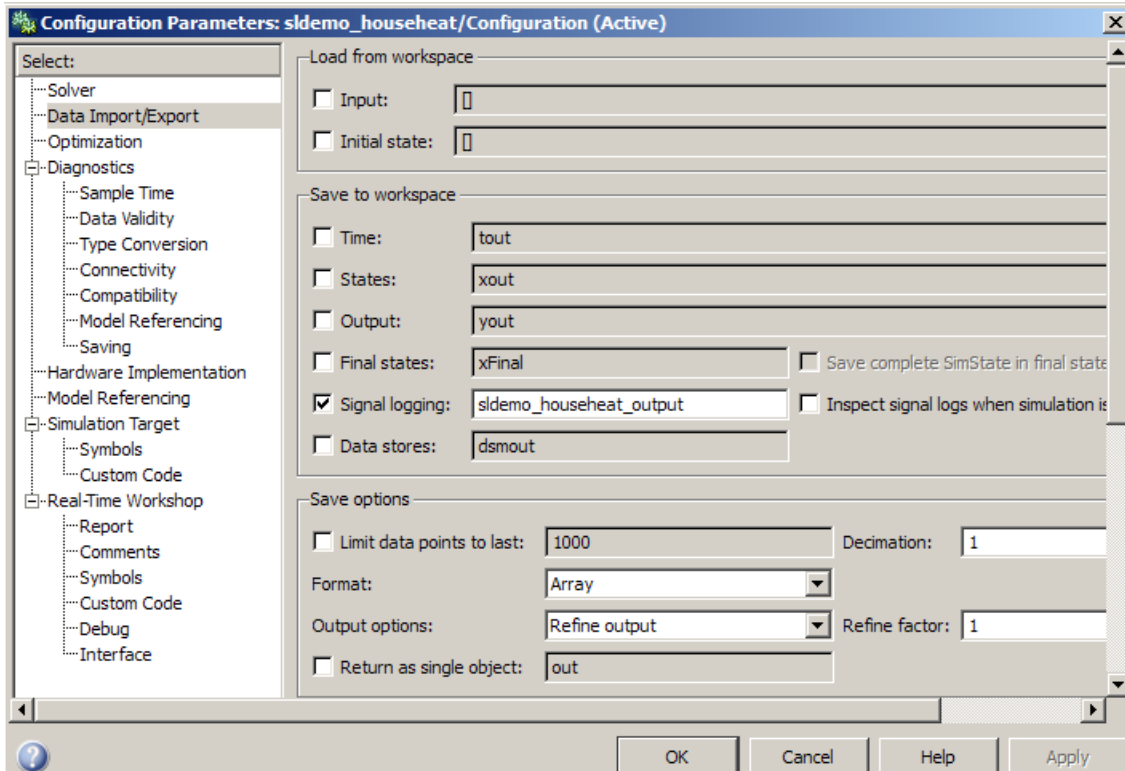 Configuration Parameters: sldemo_househeat/Configuration (Active)
Select:
Solver
Data Import/Export
Optimization
Diagnostics
Sample Time
Data Validity
Type Conversion
Connectivity
Compatibility
Model Referencing
Saving
Hardware Implementation
Model Referencing
Simulation Target
Symbols
Custom Code
Real-Time Workshop
Report
Comments
Symbols
Custom Code
Debug
Interface
Load from workspace
Input: []
Initial state: []
Save to workspace
Time: tout
States: xout
Output: yout
Final states: xFinal Save complete SimState in final state
Signal logging: sldemo_househeat_output Inspect signal logs when simulation is
Data stores: dsmout
Save options
Limit data points to last: 1000 Decimation: 1
Format: Array
Output options: Refine output Refine factor: 1
Return as single object: out
OK Cancel Help Apply